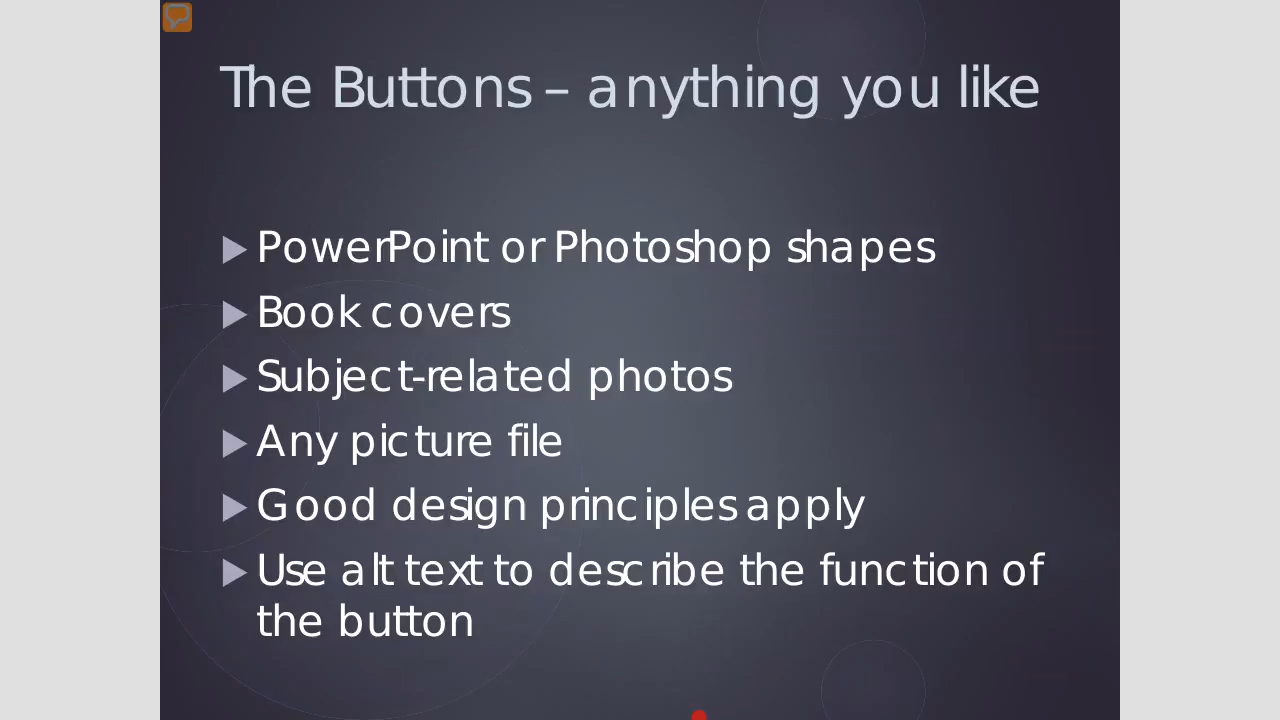 The Buttons – anything you like
PowerPoint or Photoshop shapes
Book covers
Subject-related photos
Any picture file
Good design principles apply
Use alt text to describe the function of
the button